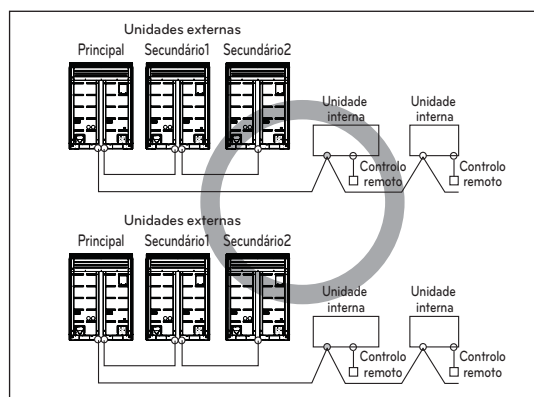 Unidades externas
Principal Secundário1 Secundário2
Unidade interna
Unidade interna
Controlo remoto
Controlo remoto
Unidades externas
Principal Secundário1 Secundário2
Unidade interna
Unidade interna
Controlo remoto
Controlo remoto